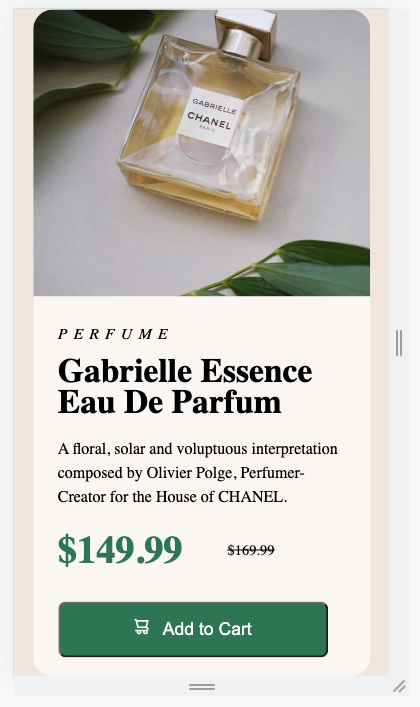 GABRIELLE
CHANEL
PARIS
PERFUME
Gabrielle Essence
Eau De Parfum
A floral, solar and voluptuous interpretation
composed by Olivier Polge, Perfumer-
Creator for the House of CHANEL.
$149.99 $169.99
Add to Cart